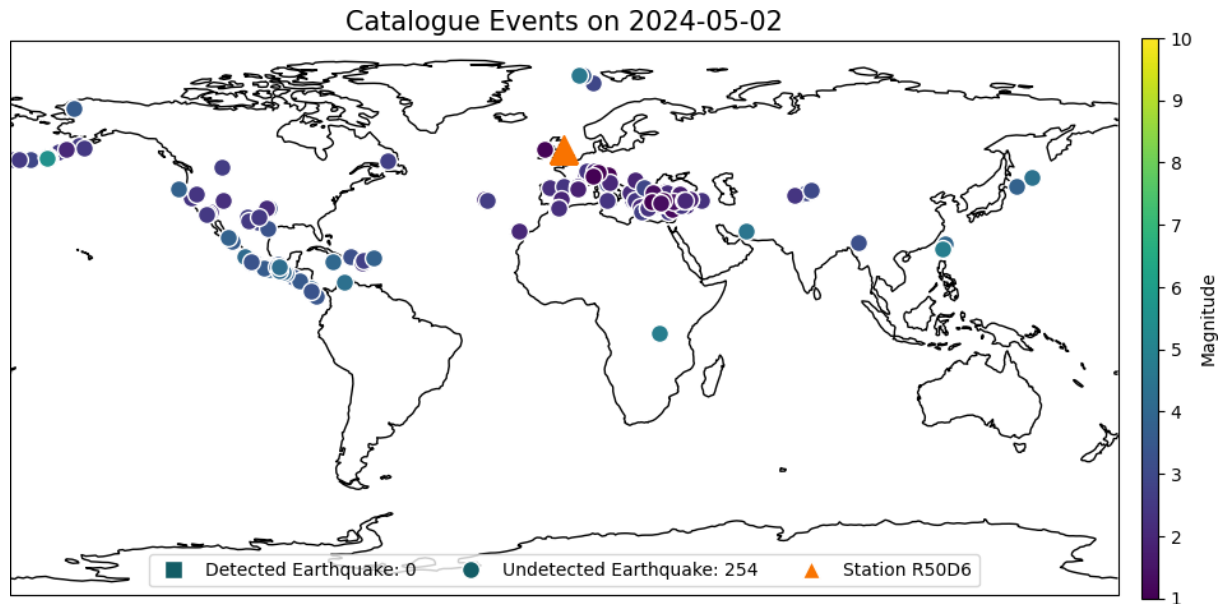 Catalogue Events on 2024-05-02
10
9
8
7
6
5
4
3
2
1
Magnitude
Detected Earthquake: 0
Undetected Earthquake: 254
Station R50D6